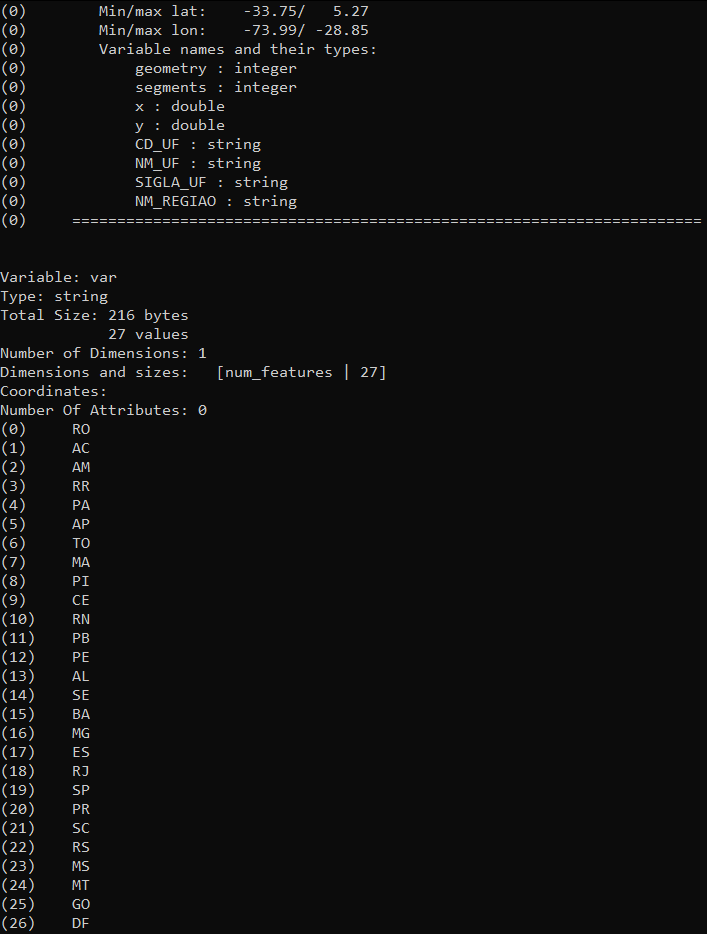 (0)        Min/max lat:    -33.75/   5.27
(0)        Min/max lon:    -73.99/ -28.85
(0)        Variable names and their types:
(0)            geometry : integer
(0)            segments : integer
(0)            x : double
(0)            y : double
(0)            CD_UF : string
(0)            NM_UF : string
(0)            SIGLA_UF : string
(0)            NM_REGIAO : string
(0)     ======================================================================
Variable: var
Type: string
Total Size: 216 bytes
            27 values
Number of Dimensions: 1
Dimensions and sizes:   [num_features | 27]
Coordinates:
Number Of Attributes: 0
(0)     RO
(1)     AC
(2)     AM
(3)     RR
(4)     PA
(5)     AP
(6)     TO
(7)     MA
(8)     PI
(9)     CE
(10)    RN
(11)    PB
(12)    PE
(13)    AL
(14)    SE
(15)    BA
(16)    MG
(17)    ES
(18)    RJ
(19)    SP
(20)    PR
(21)    SC
(22)    RS
(23)    MS
(24)    MT
(25)    GO
(26)    DF